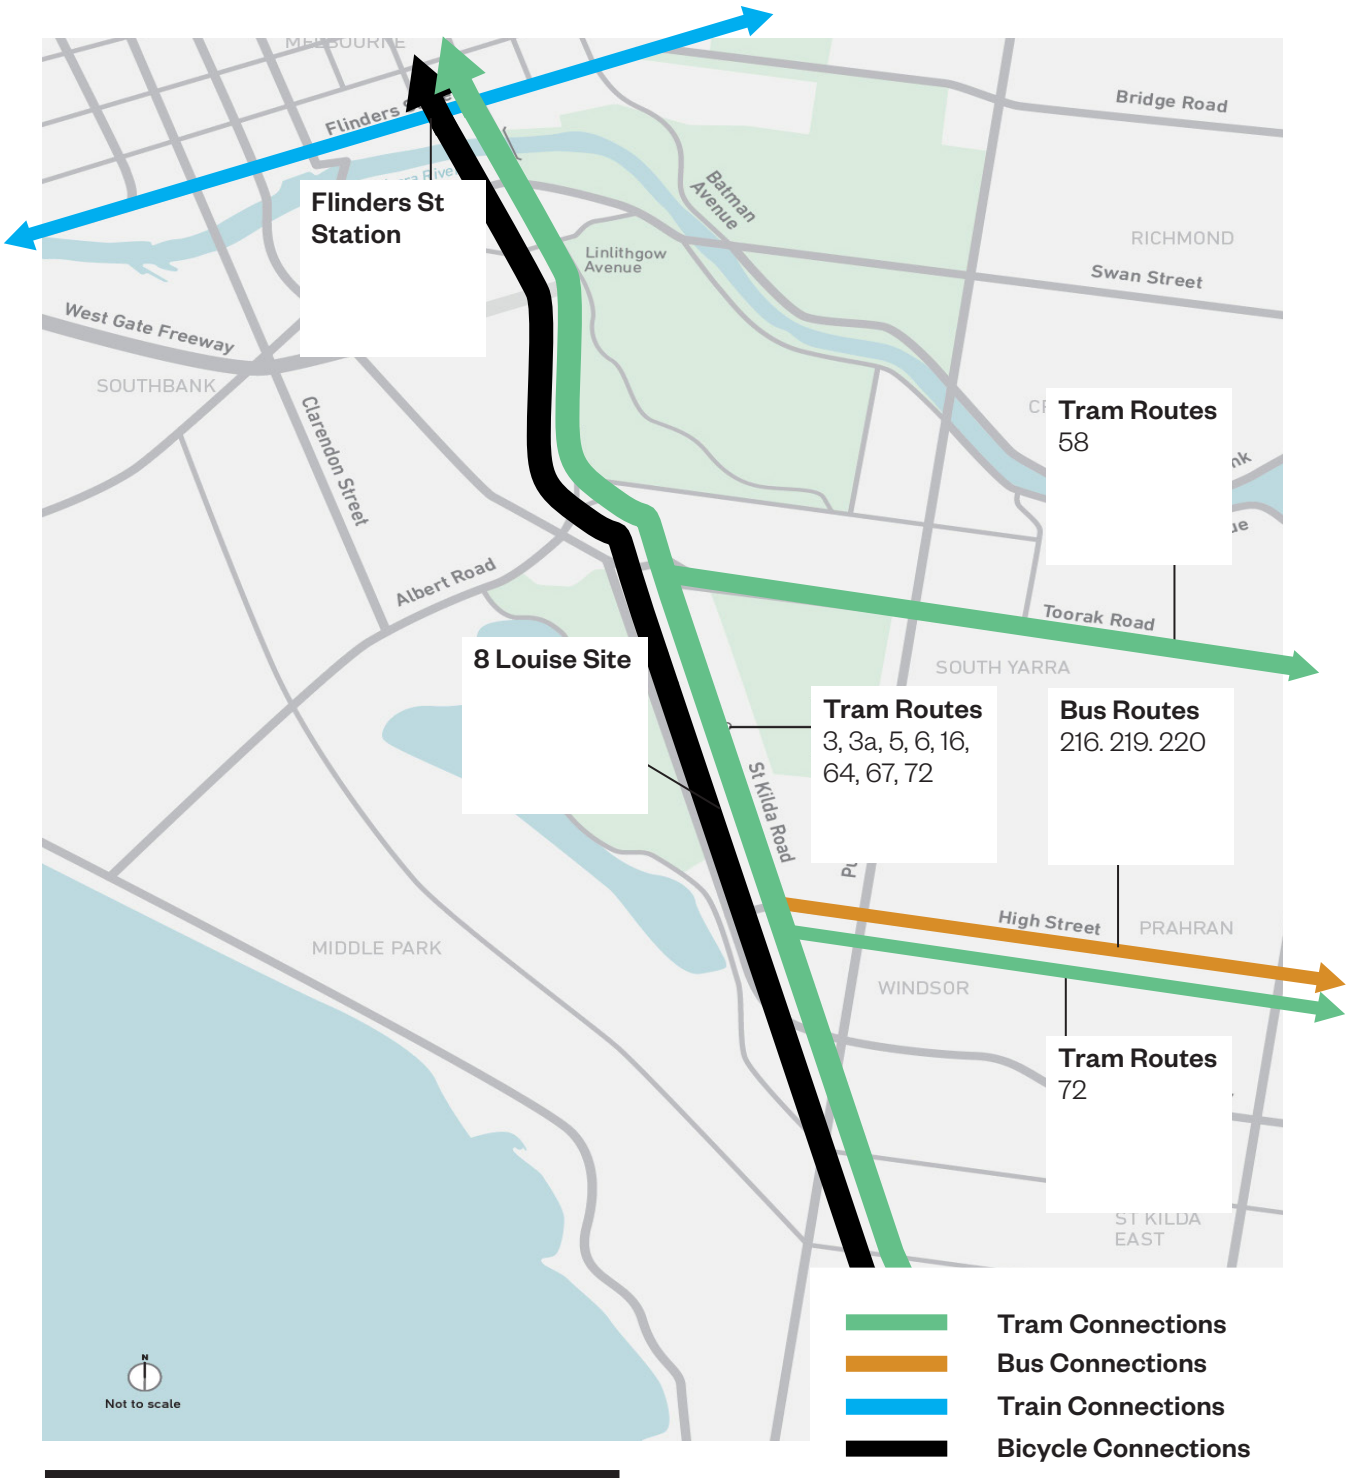 MELBOURNE
Bridge Road
Flinders
Flinders St
Station
Batman
Avenue
Linlithgow
Avenue
RICHMOND
Swan Street
West Gate Freeway
SOUTHBANK
Clarendon Street
Tram Routes
58
Albert Road
Toorak Road
8 Louise Site
SOUTH YARRA
Tram Routes
3, 3a, 5, 6, 16,
64, 67, 72
Bus Routes
216. 219. 220
St Kilda Road
High Street
PRAHRAN
MIDDLE PARK
WINDSOR
Tram Routes
72
ST KILDA
EAST
N
Not to scale
Tram Connections
Bus Connections
Train Connections
Bicycle Connections